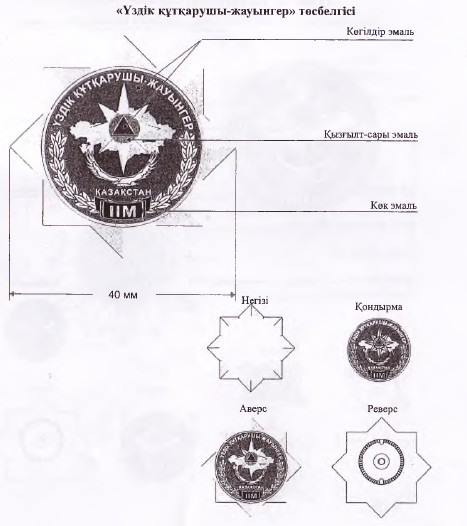 «Үздік құтқарушы-жауынгер» төсбелгісі
Көгілдір эмаль
ҮЗДІК ҚҰТҚАРУШЫ-ЖАУЫНГЕР
Қызғылт-сары эмаль
ҚАЗАҚСТАН
Көк эмаль
ІІМ
40 мм
Негізі
Қондырма
Аверс
Реверс